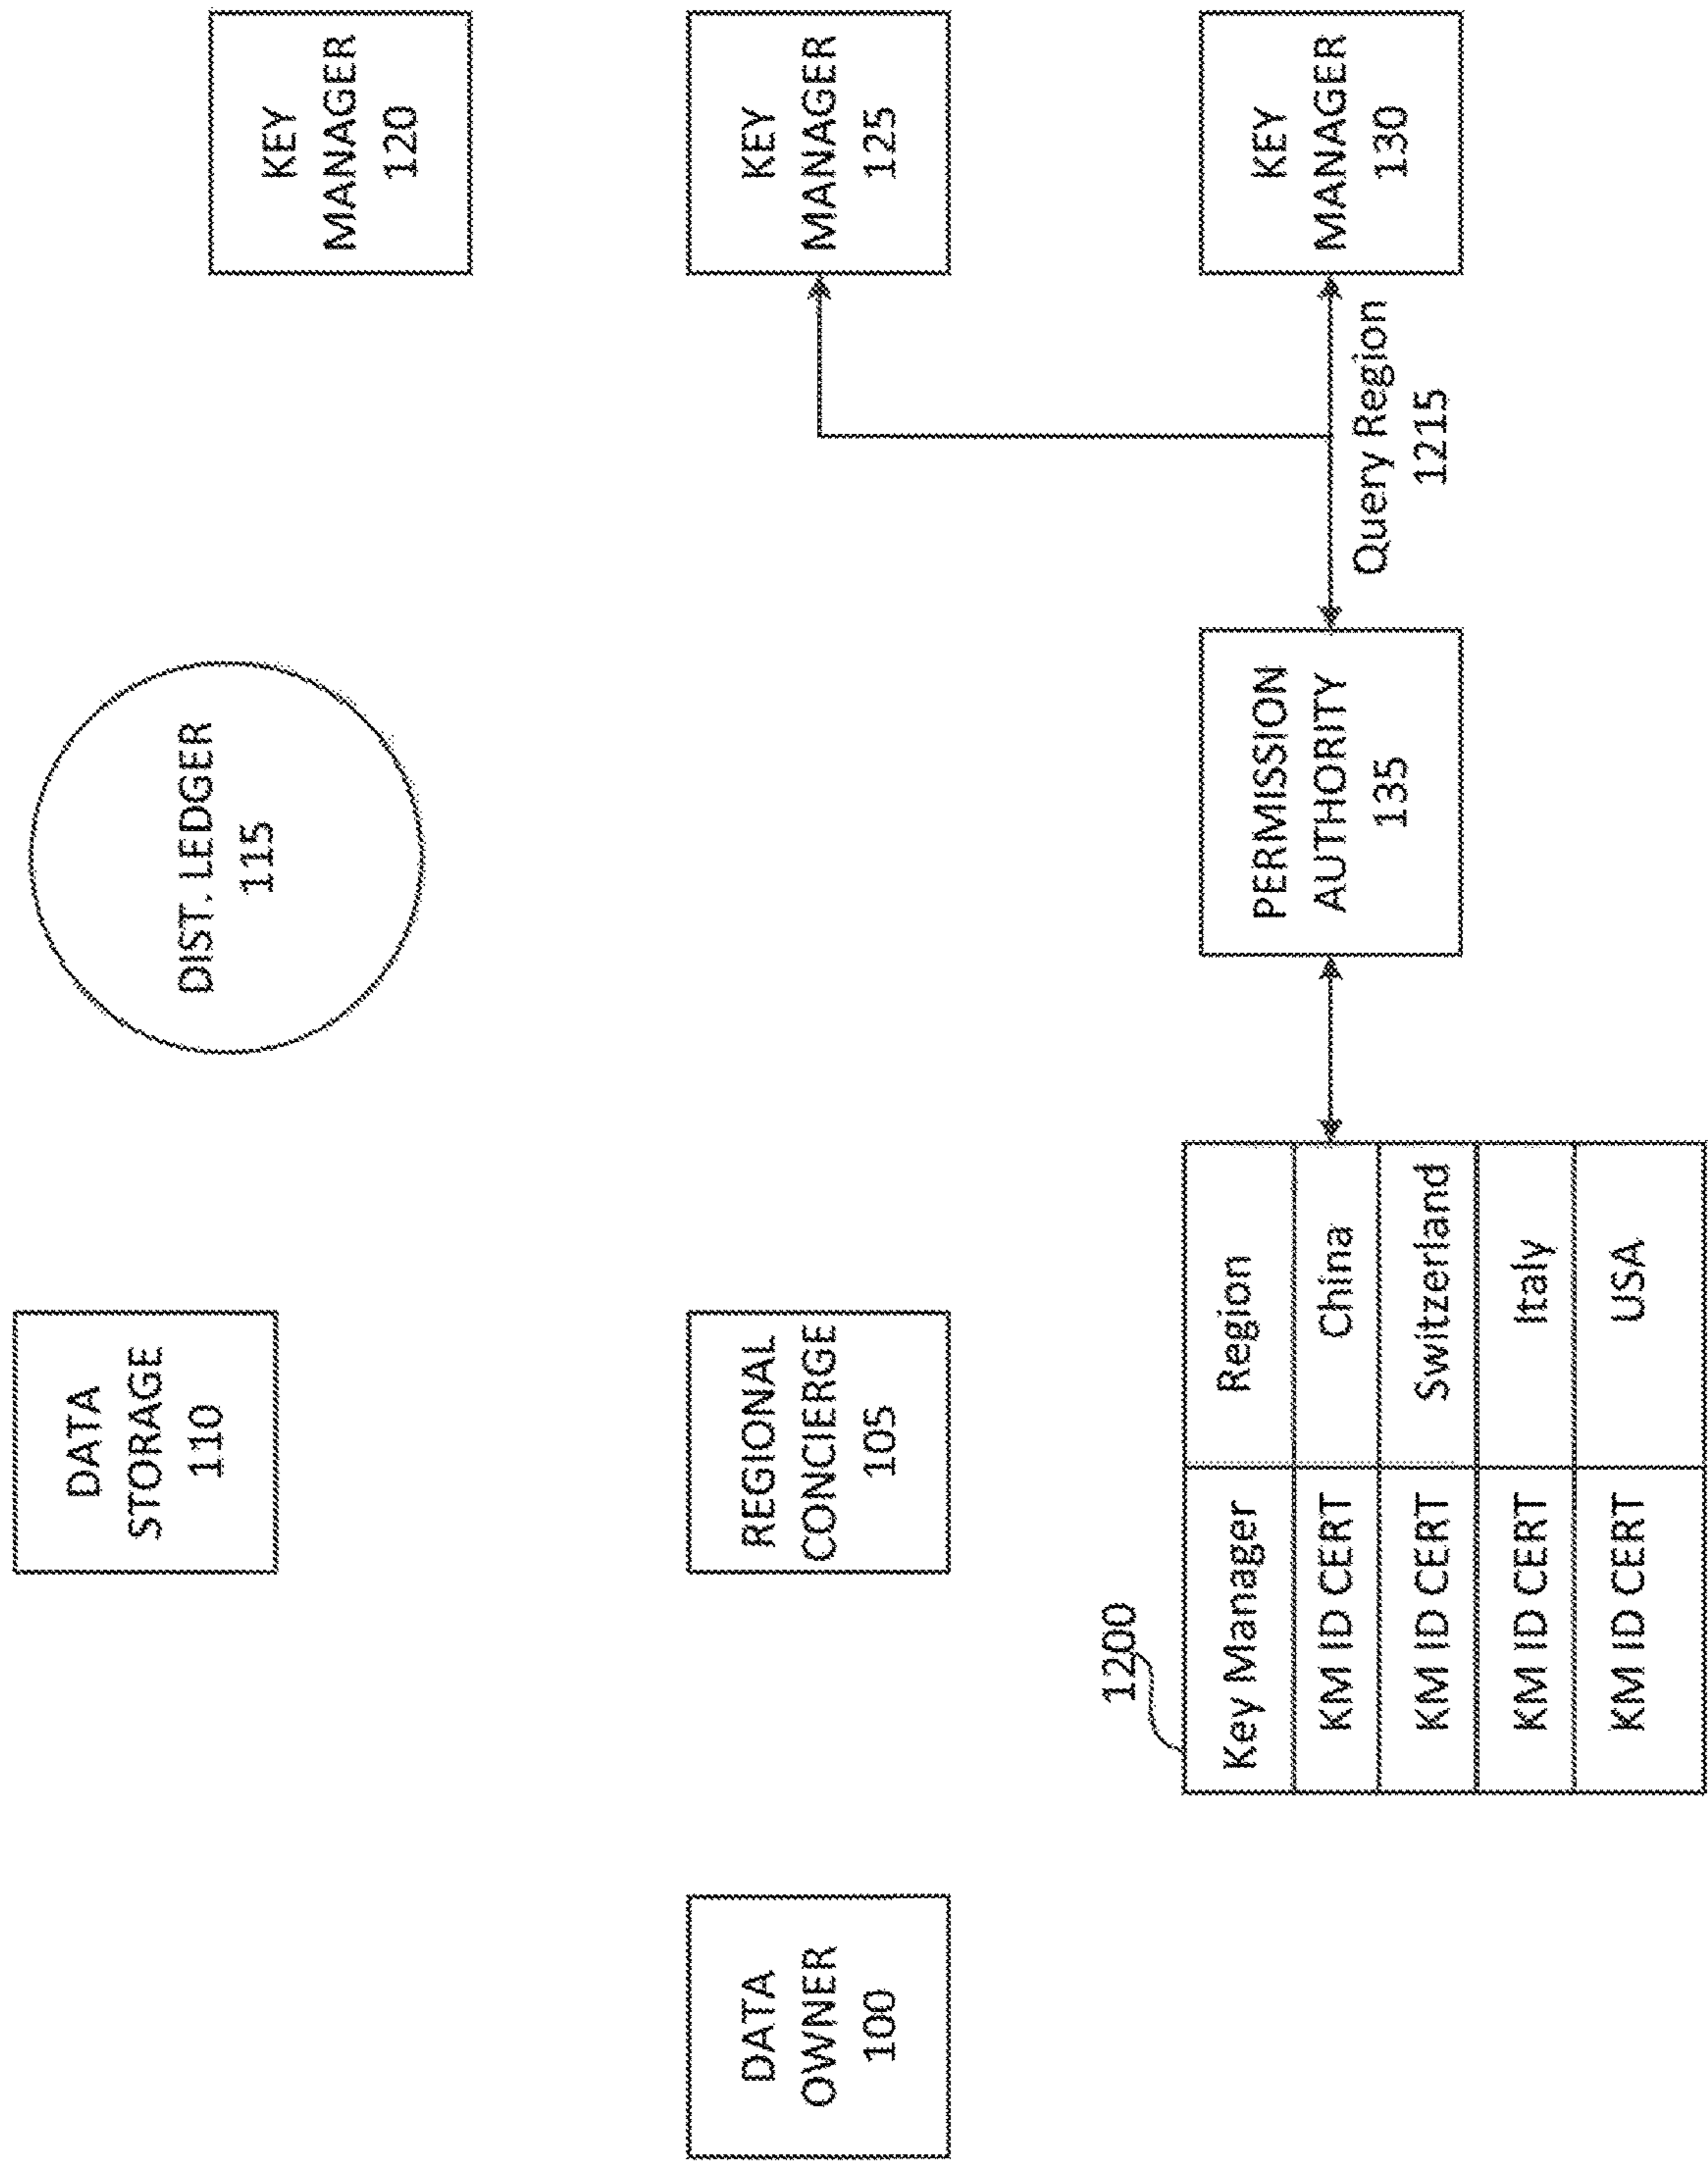 DATA
STORAGE
110
DIST. LEDGER
115
KEY
MANAGER
120
DATA
OWNER
100
REGIONAL
CONCIERGE
105
KEY
MANAGER
125
1200
Key Manager Region
KM ID CERT China
KM ID CERT Switzerland
KM ID CERT Italy
KM ID CERT USA
PERMISSION
AUTHORITY
135
Query Region
1215
KEY
MANAGER
130